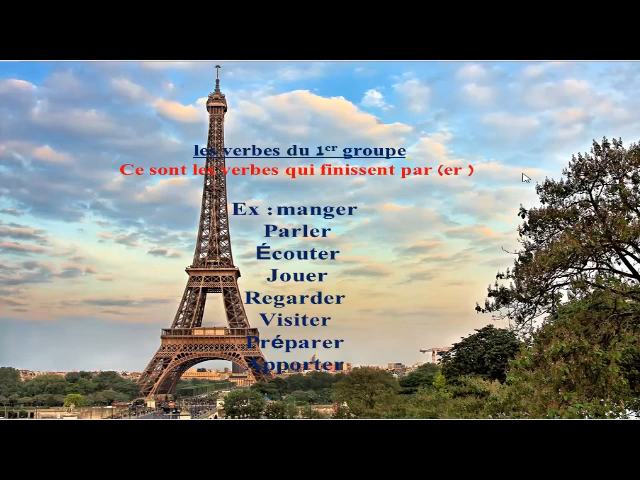 les verbes du 1er groupe
Ce sont les verbes qui finissent par (er )
Ex :manger
Parler
Écouter
Jouer
Regarder
Visiter
Préparer
Apporter